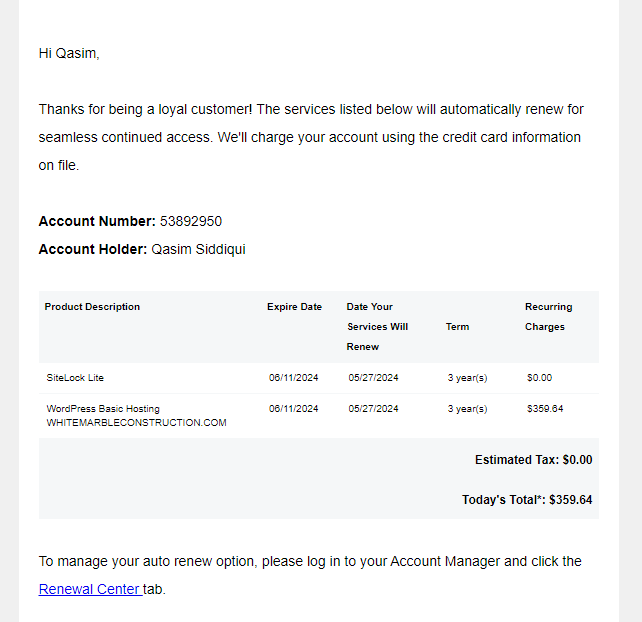 Hi Qasim,
Thanks for being a loyal customer! The services listed below will automatically renew for
seamless continued access. We'll charge your account using the credit card information
on file.
Account Number: 53892950
Account Holder: Qasim Siddiqui
Product Description Expire Date Date Your Services Will Renew Term Recurring Charges
SiteLock Lite 06/11/2024 05/27/2024 3 year(s) $0.00
WordPress Basic Hosting 06/11/2024 05/27/2024 3 year(s) $359.64
WHITEMARBLECONSTRUCTION.COM
Estimated Tax: $0.00
Today's Total*: $359.64
To manage your auto renew option, please log in to your Account Manager and click the
Renewal Center tab.